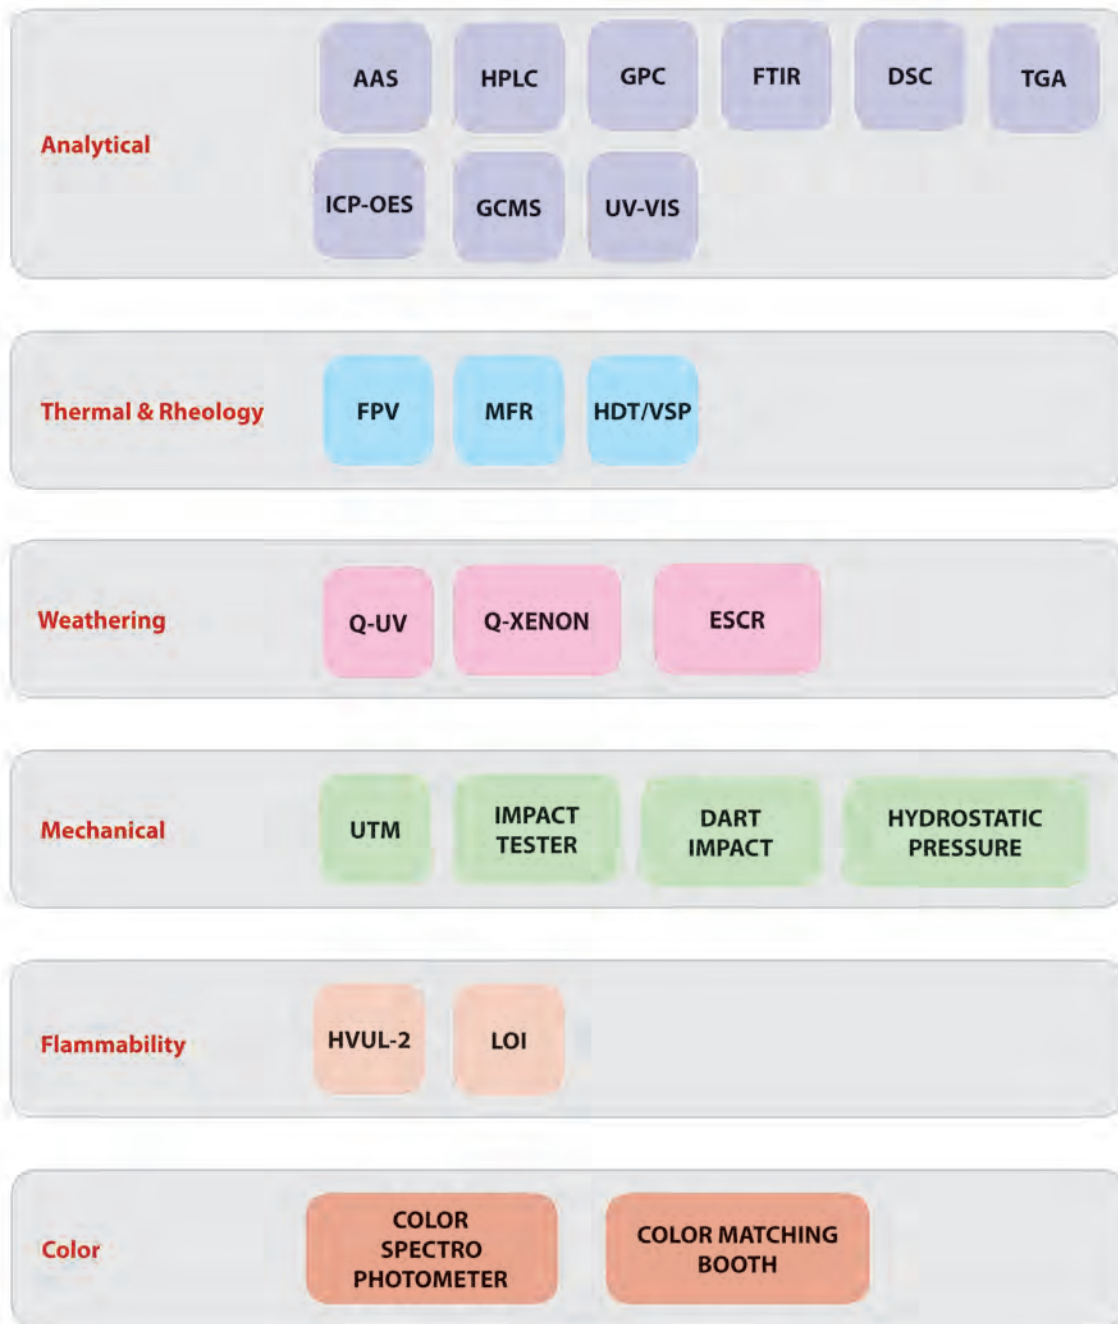 Analytical
AAS
HPLC
GPC
FTIR
DSC
TGA
ICP-OES
GCMS
UV-VIS
Thermal & Rheology
FPV
MFR
HDT/VSP
Weathering
Q-UV
Q-XENON
ESCR
Mechanical
UTM
IMPACT
TESTER
DART
IMPACT
HYDROSTATIC
PRESSURE
Flammability
HVUL-2
LOI
Color
COLOR
SPECTRO
PHOTOMETER
COLOR MATCHING
BOOTH